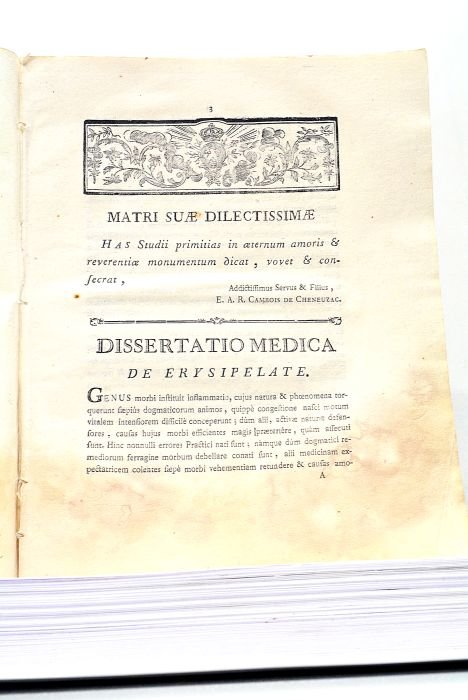 3
MATRI SUÆ DILECTISSIMÆ
HAS Studii primitias in æternum amoris &
reverentiæ monumentum dicat, vovet & con-
secrat,
Addictissimus Servus & Filius,
E. A. R. CAMBOIS DE CHENEUZAC.
DISSERTATIO MEDICA
DE ERYSIPELATE.
GENUS morbi instituit inflammatio, cujus natura & phœnomena tor-
querunt sæpiùs dogmaticorum animos, quippè congestione nasci motum
vitalem intensiorem difficilè conceperunt; dùm alii, activæ naturæ defen-
sores, causas hujus morbi efficientes magis præteriêre, quàm assecuti
sunt. Hinc nonnulli errores Practici nati sunt; namque dùm dogmatici re-
mediorum ferragine morbum debellare conati sunt, alii medicinam ex-
pectatricem colentes sæpè morbi vehementiam retundere & causas amo-
A